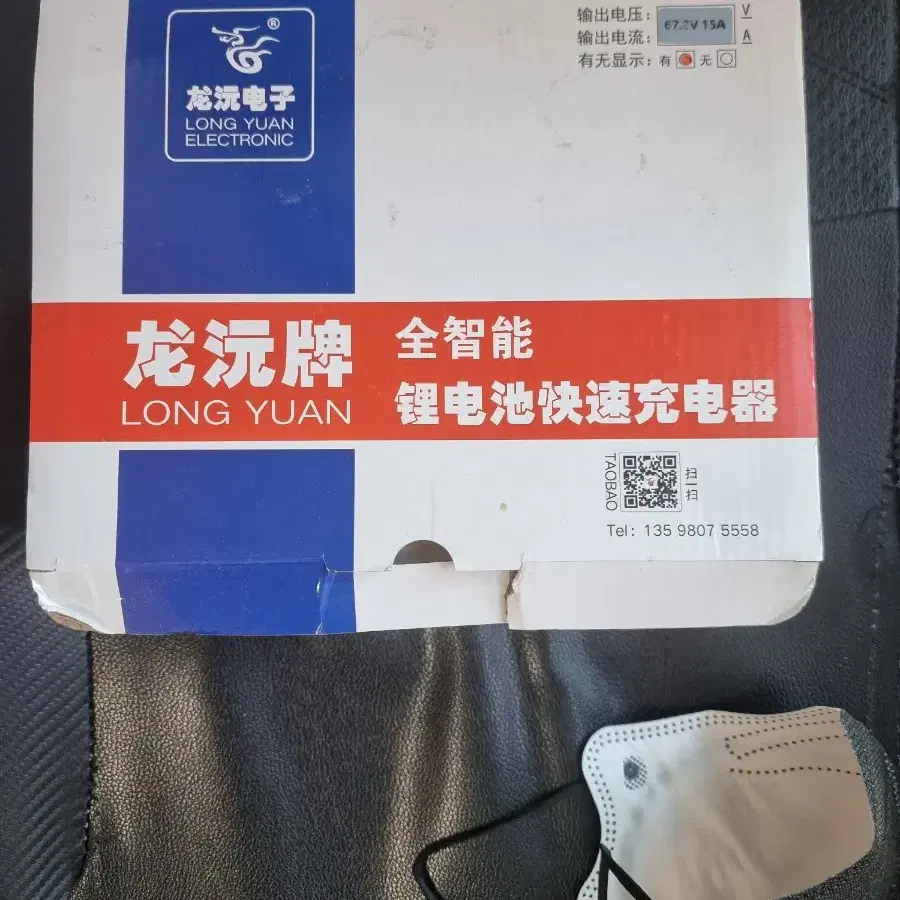 ®
龙沅电子
LONG YUAN
ELECTRONIC
输出电压: 67.2V 15A V
输出电流: A
有无显示: 有 无
龙沅牌
LONG YUAN
全智能
锂电池快速充电器
TAOBAO
扫一扫
Tel: 135 9807 5558